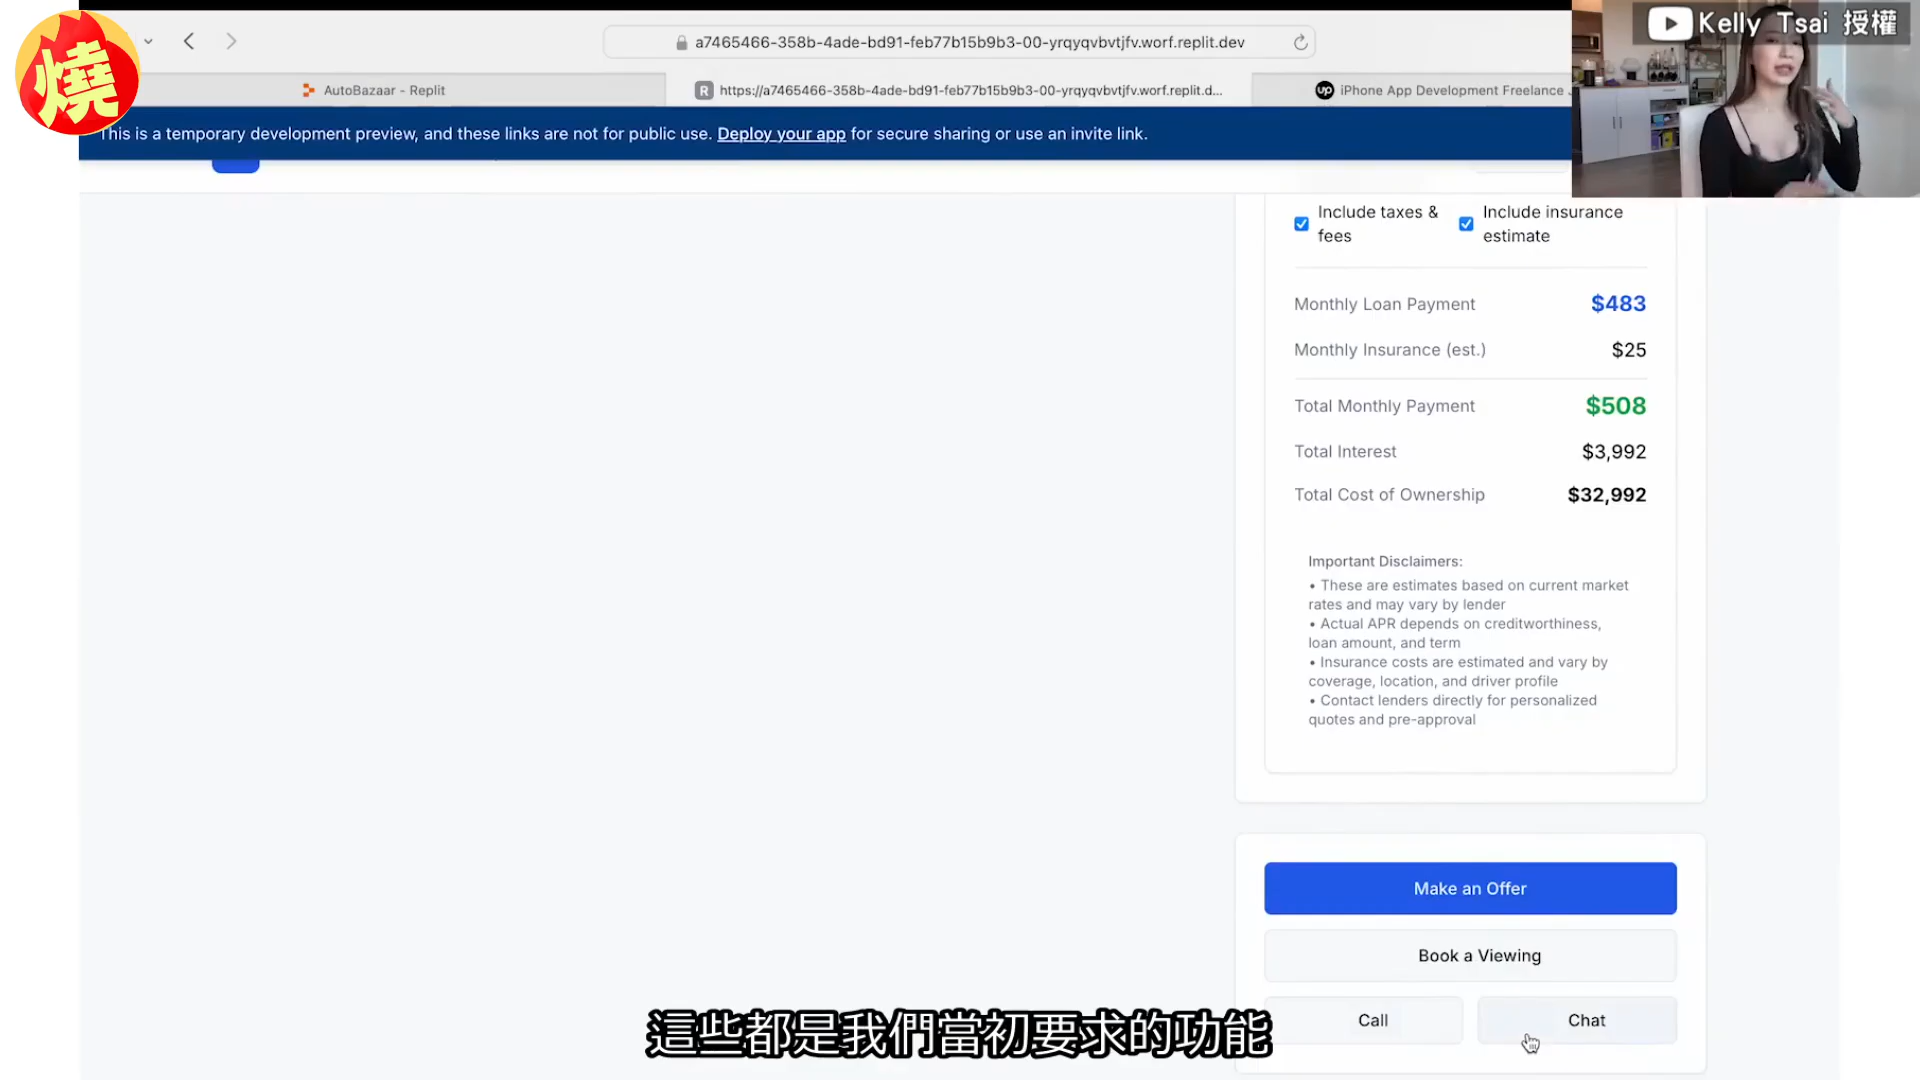 燒
Kelly Tsai 授權
a7465466-358b-4ade-bd91-feb77b15b9b3-00-yrqyqvbvtjfv.worf.replit.dev
AutoBazaar - Replit
R
https://a7465466-358b-4ade-bd91-feb77b15b9b3-00-yrqyqvbvtjfv.worf.replit.d...
up
iPhone App Development Freelance
This is a temporary development preview, and these links are not for public use. Deploy your app for secure sharing or use an invite link.
Include taxes &
fees
Include insurance
estimate
Monthly Loan Payment $483
Monthly Insurance (est.) $25
Total Monthly Payment $508
Total Interest $3,992
Total Cost of Ownership $32,992
Important Disclaimers:
• These are estimates based on current market
rates and may vary by lender
• Actual APR depends on creditworthiness,
loan amount, and term
• Insurance costs are estimated and vary by
coverage, location, and driver profile
• Contact lenders directly for personalized
quotes and pre-approval
Make an Offer
Book a Viewing
Call
Chat
這些都是我們當初要求的功能